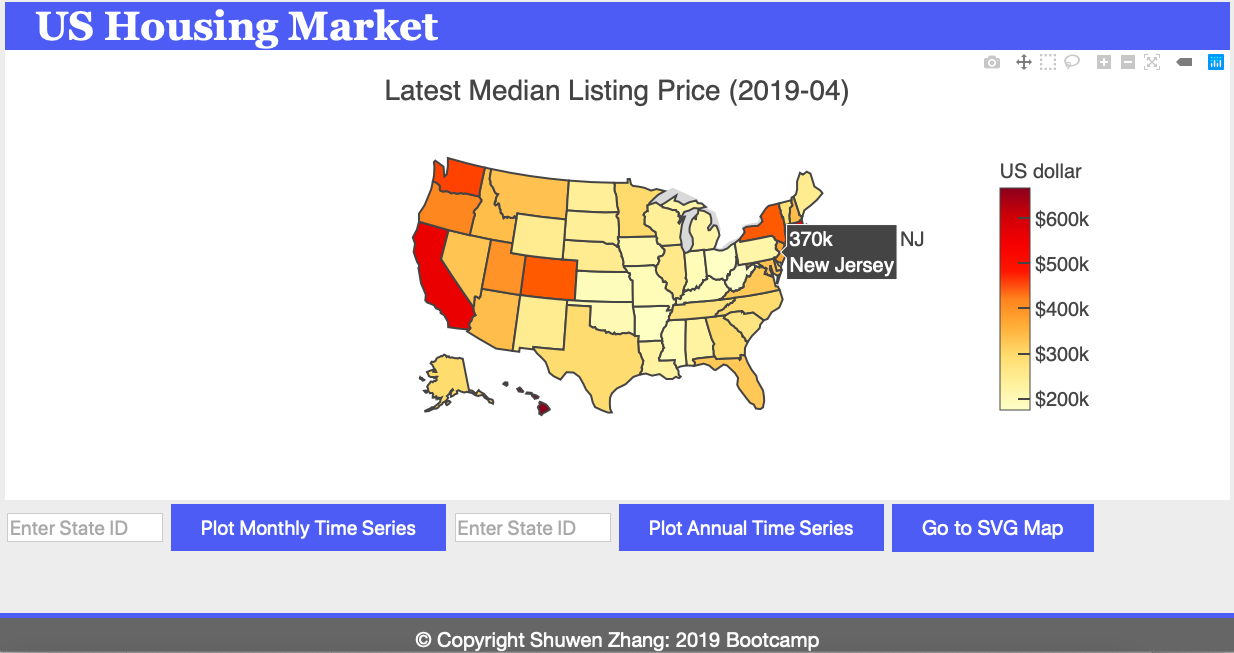 US Housing Market
Latest Median Listing Price (2019-04)
370k
New Jersey
NJ
US dollar
$600k
$500k
$400k
$300k
$200k
Enter State ID
Plot Monthly Time Series
Enter State ID
Plot Annual Time Series
Go to SVG Map
© Copyright Shuwen Zhang: 2019 Bootcamp